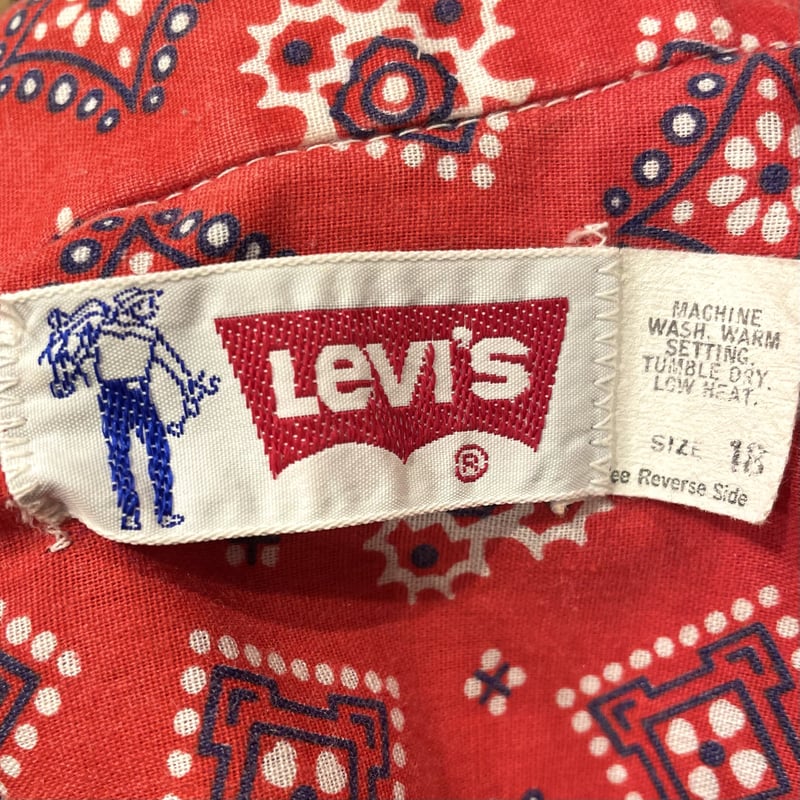 Levi's
®
MACHINE
WASH. WARM
SETTING.
TUMBLE DRY.
LOW HEAT.
SIZE 18
ee Reverse Side